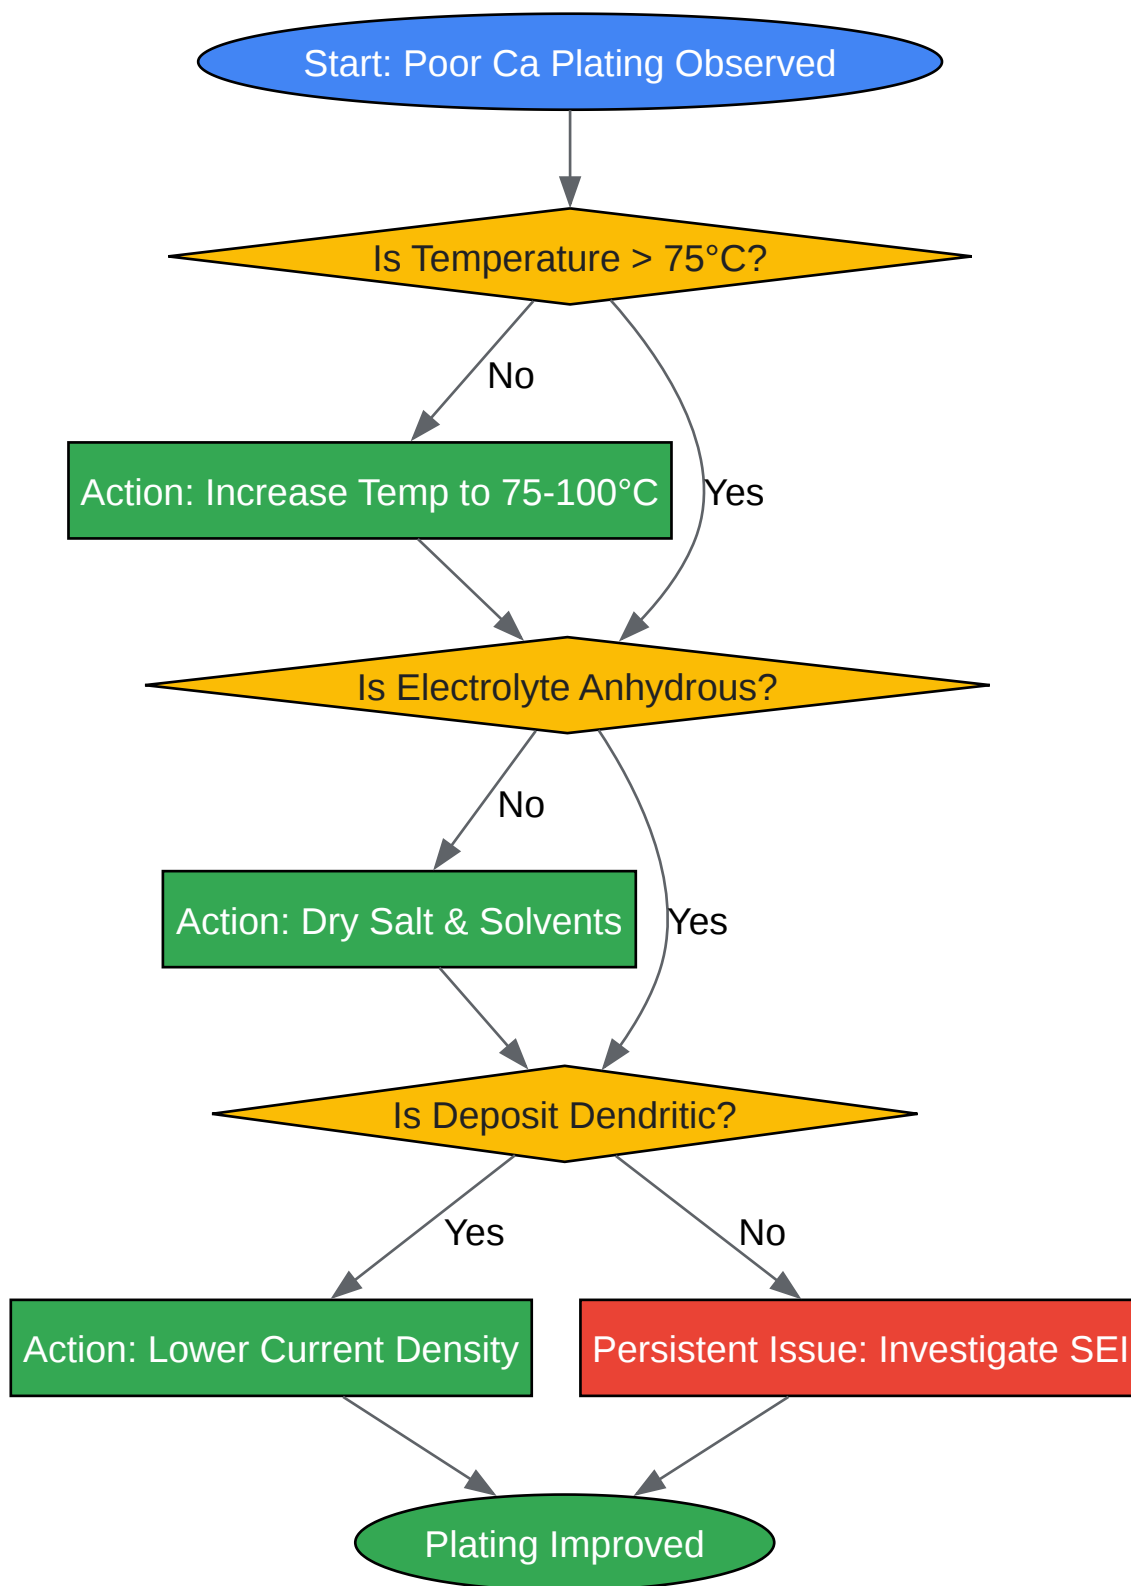 Start: Poor Ca Plating Observed
Is Temperature > 75°C?
No
Action: Increase Temp to 75-100°C
Yes
Is Electrolyte Anhydrous?
No
Action: Dry Salt & Solvents
Yes
Is Deposit Dendritic?
Yes
No
Action: Lower Current Density
Persistent Issue: Investigate SEI
Plating Improved